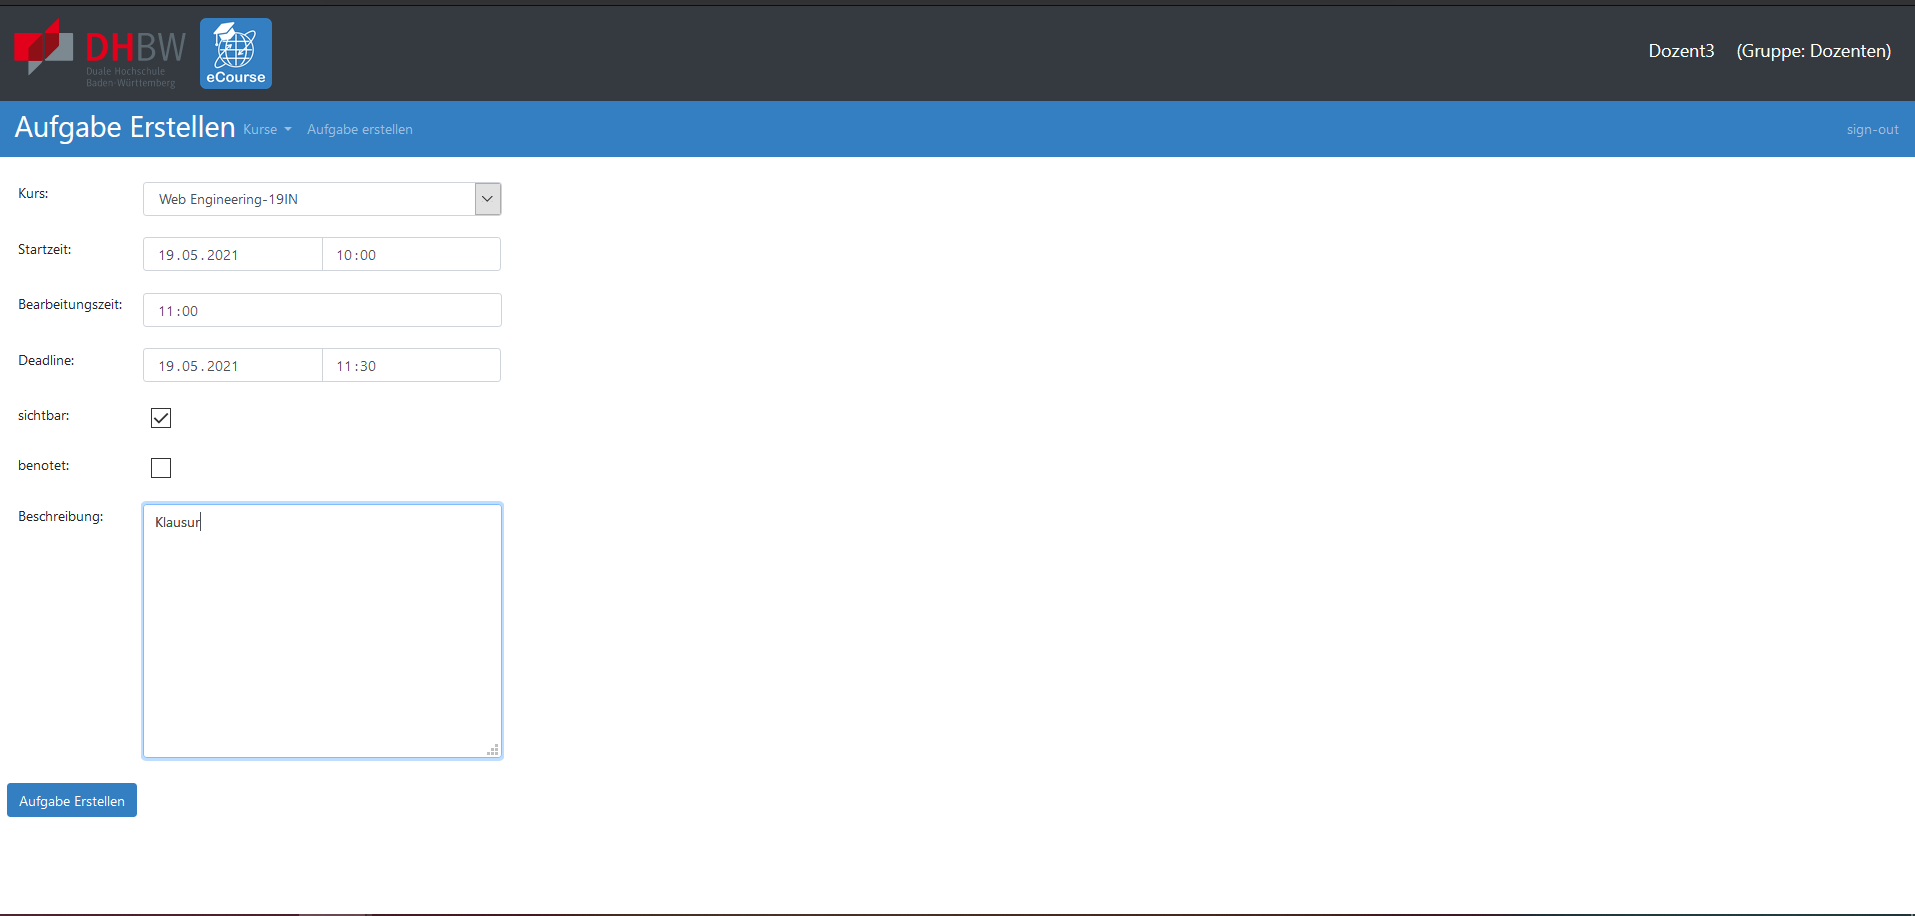 DHBW
Duale Hochschule
Baden-Württemberg
eCourse
Dozent3 (Gruppe: Dozenten)
Aufgabe Erstellen Kurse Aufgabe erstellen sign-out
Kurs: Web Engineering-19IN
Startzeit: 19.05.2021 10:00
Bearbeitungszeit: 11:00
Deadline: 19.05.2021 11:30
sichtbar:
benotet:
Beschreibung: Klausur
Aufgabe Erstellen